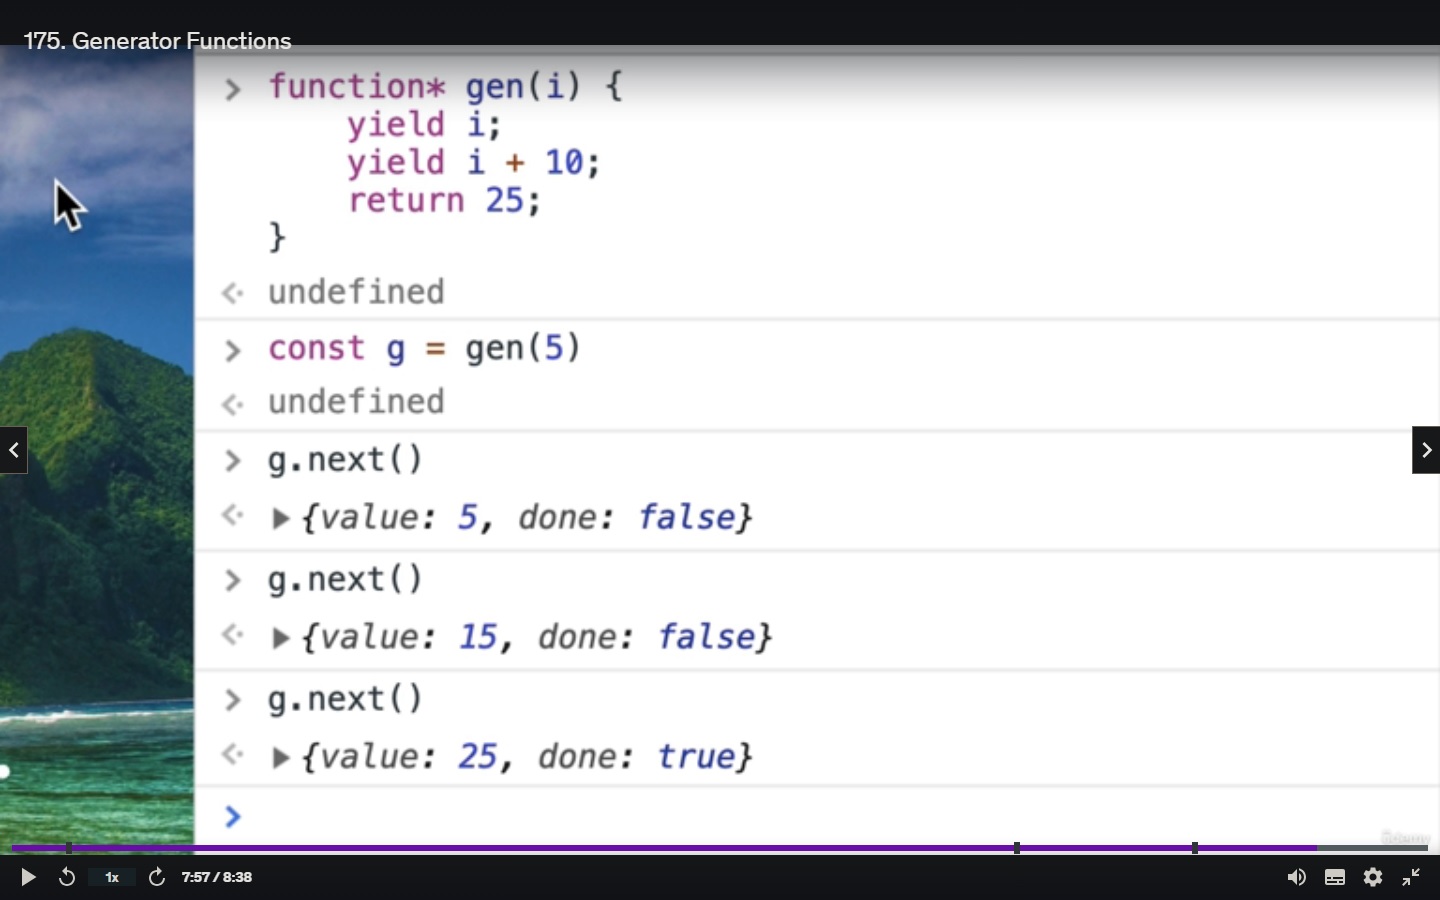 175. Generator Functions
> function* gen(i) {
yield i;
yield i + 10;
return 25;
}
undefined
> const g = gen(5)
undefined
> g.next()
{value: 5, done: false}
> g.next()
{value: 15, done: false}
> g.next()
{value: 25, done: true}
>
Udemy
1x
7:57 / 8:38